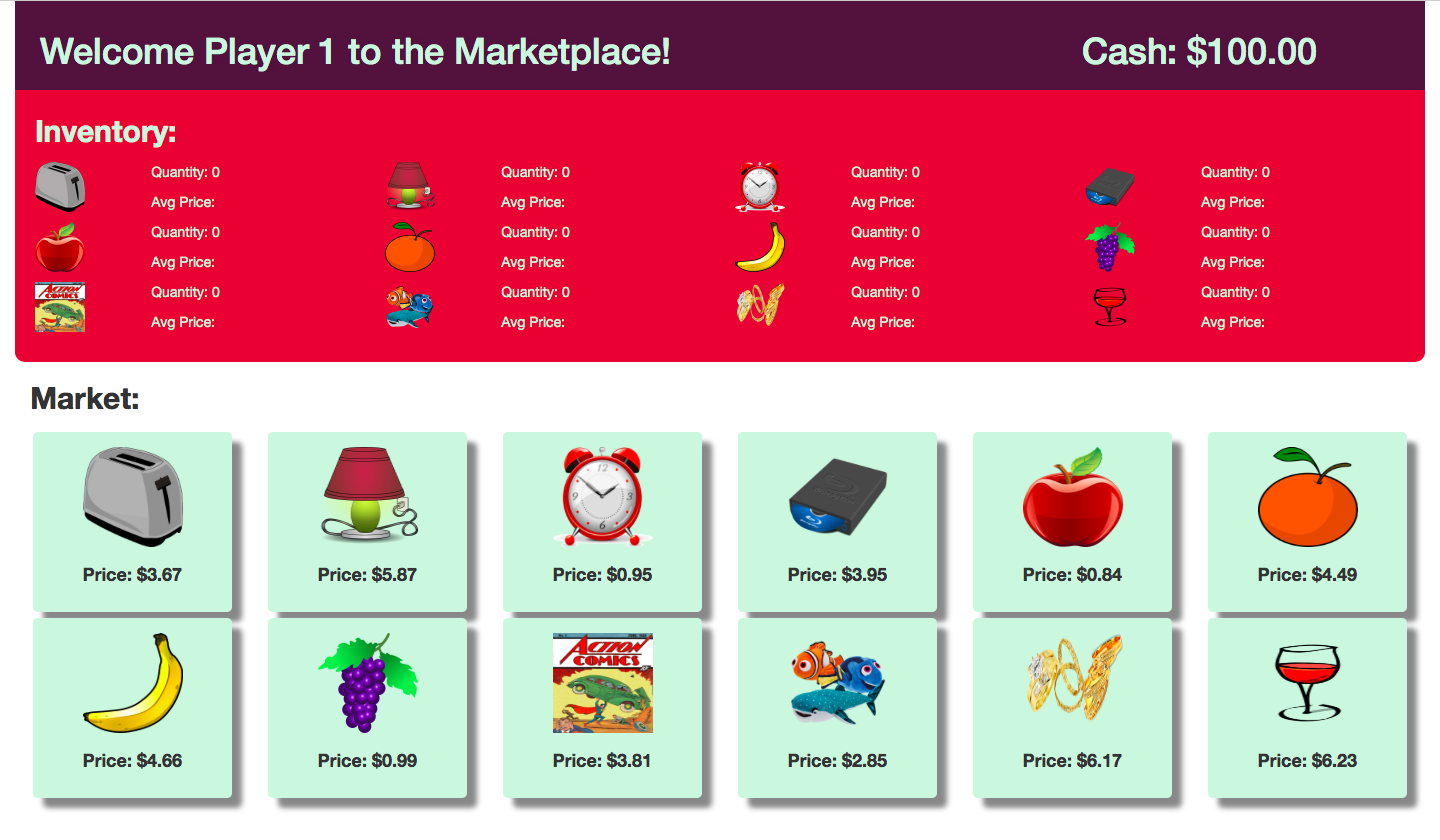 Welcome Player 1 to the Marketplace! Cash: $100.00
Inventory:
Quantity: 0 Quantity: 0 Quantity: 0 Quantity: 0
Avg Price: Avg Price: Avg Price: Avg Price:
Quantity: 0 Quantity: 0 Quantity: 0 Quantity: 0
Avg Price: Avg Price: Avg Price: Avg Price:
ACTION COMICS Quantity: 0 Quantity: 0 Quantity: 0 Quantity: 0
Avg Price: Avg Price: Avg Price: Avg Price:
Market:
12
9 3
6
Price: $3.67 Price: $5.87 Price: $0.95 Price: $3.95 Price: $0.84 Price: $4.49
ACTION
COMICS
Price: $4.66 Price: $0.99 Price: $3.81 Price: $2.85 Price: $6.17 Price: $6.23